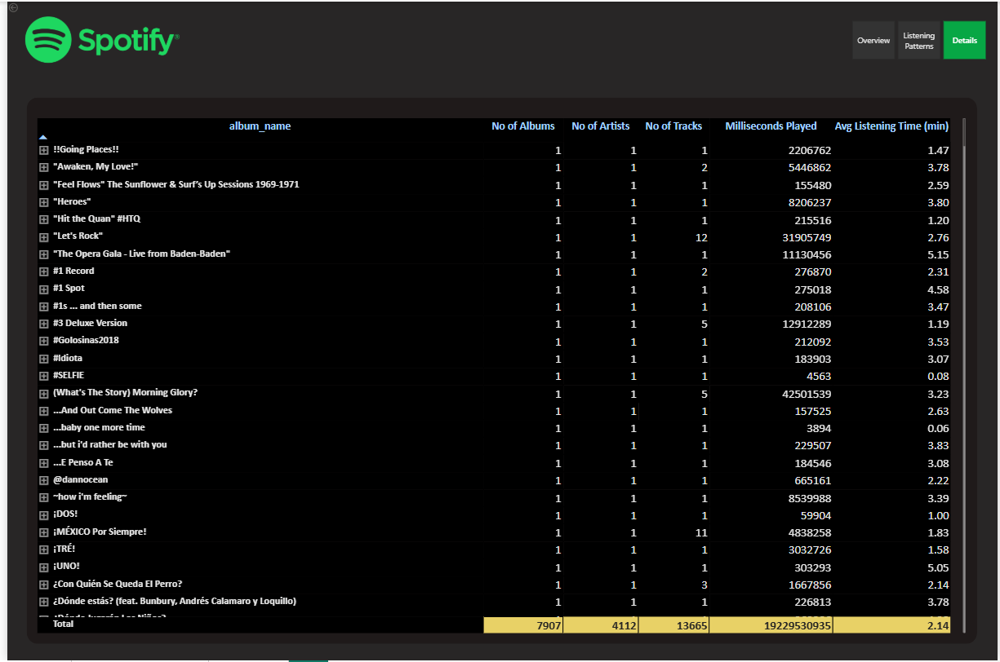 Spotify®
Overview
Listening Patterns
Details
album_name No of Albums No of Artists No of Tracks Milliseconds Played Avg Listening Time (min)
!!Going Places!! 1 1 1 2206762 1.47
"Awaken, My Love!" 1 1 2 5446862 3.78
"Feel Flows" The Sunflower & Surf's Up Sessions 1969-1971 1 1 1 155480 2.59
"Heroes" 1 1 1 8206237 3.80
"Hit the Quan" #HTQ 1 1 1 215516 1.20
"Let's Rock" 1 1 12 31905749 2.76
"The Opera Gala - Live from Baden-Baden" 1 1 1 11130456 5.15
#1 Record 1 1 2 276870 2.31
#1 Spot 1 1 1 275018 4.58
#1s ... and then some 1 1 1 208106 3.47
#3 Deluxe Version 1 1 5 12912289 1.19
#Golosinas2018 1 1 1 212092 3.53
#Idiota 1 1 1 183903 3.07
#SELFIE 1 1 1 4563 0.08
(What's The Story) Morning Glory? 1 1 5 42501539 3.23
...And Out Come The Wolves 1 1 1 157525 2.63
...baby one more time 1 1 1 3894 0.06
...but i'd rather be with you 1 1 1 229507 3.83
...E Penso A Te 1 1 1 184546 3.08
@dannocean 1 1 1 665161 2.22
~how i'm feeling~ 1 1 1 8539988 3.39
¡DOS! 1 1 1 59904 1.00
¡MÉXICO Por Siempre! 1 1 11 4838258 1.83
¡TRÉ! 1 1 1 3032726 1.58
¡UNO! 1 1 1 303293 5.05
¿Con Quién Se Queda El Perro? 1 1 3 1667856 2.14
¿Dónde estás? (feat. Bunbury, Andrés Calamaro y Loquillo) 1 1 1 226813 3.78
Total 7907 4112 13665 19229530935 2.14